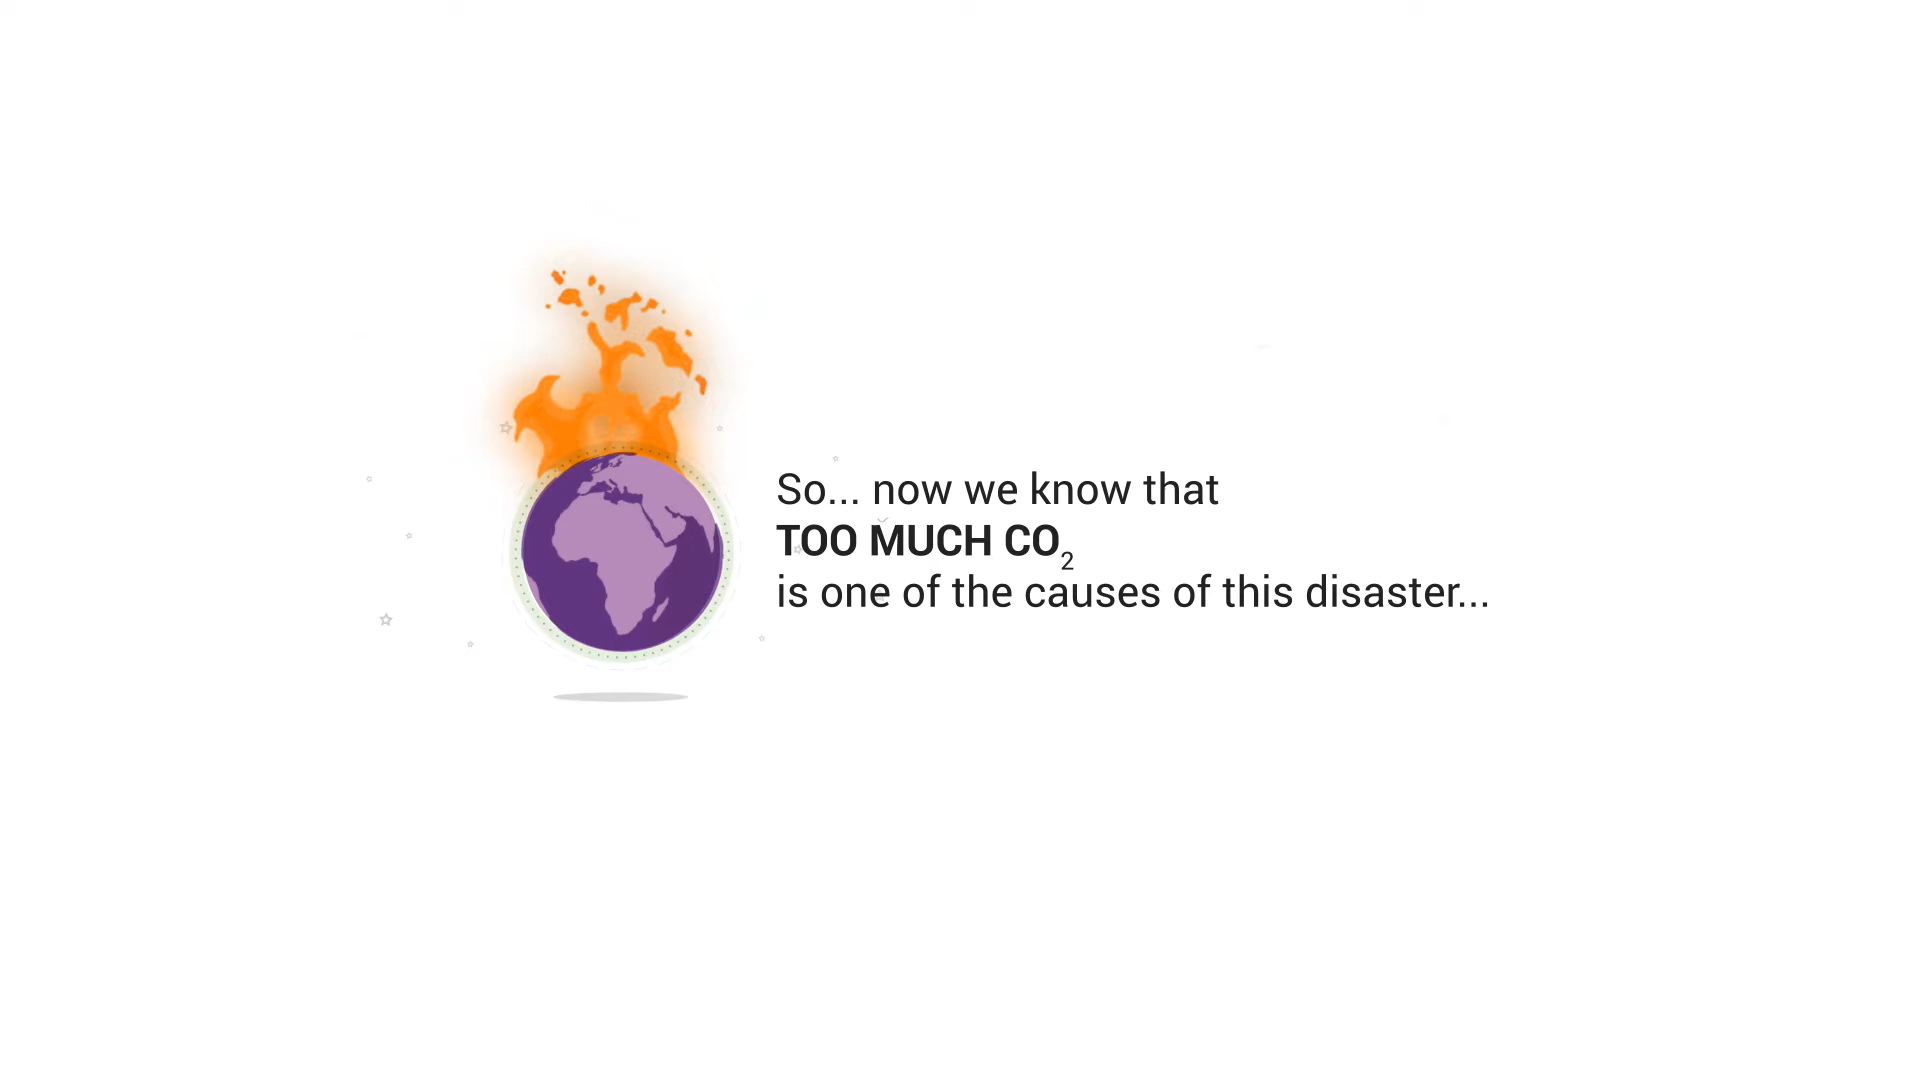 So... now we know that
TOO MUCH CO₂
is one of the causes of this disaster...